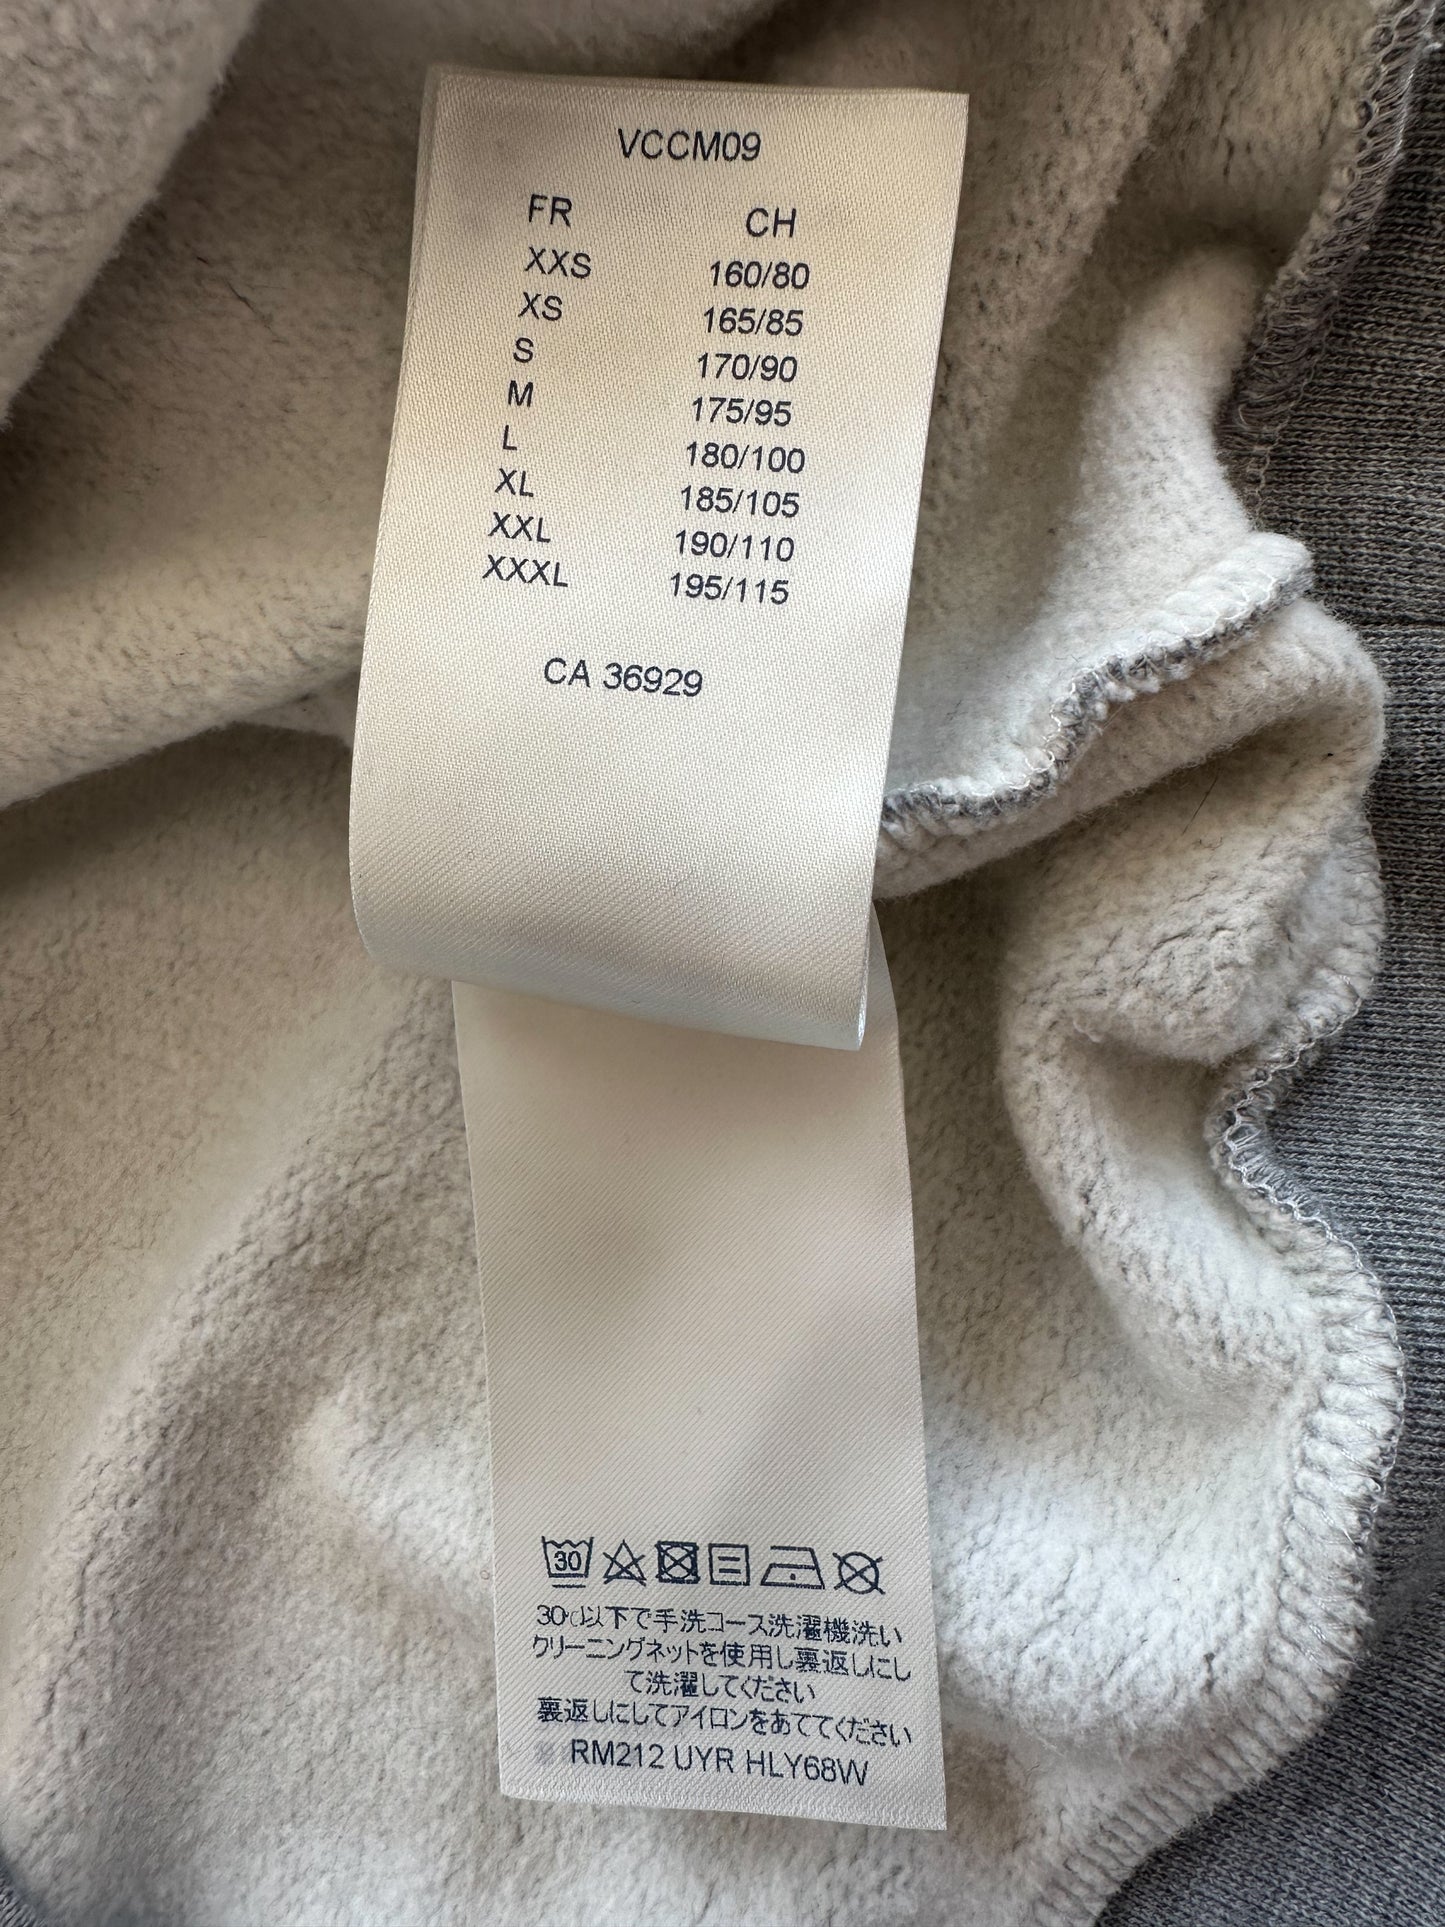 VCCM09
FR CH
XXS 160/80
XS 165/85
S 170/90
M 175/95
L 180/100
XL 185/105
XXL 190/110
XXXL 195/115
CA 36929
30
30℃以下で手洗コース洗濯機洗い
クリーニングネットを使用し裏返しにし
て洗濯してください
裏返しにしてアイロンをあててください
RM212 UYR HLY68W